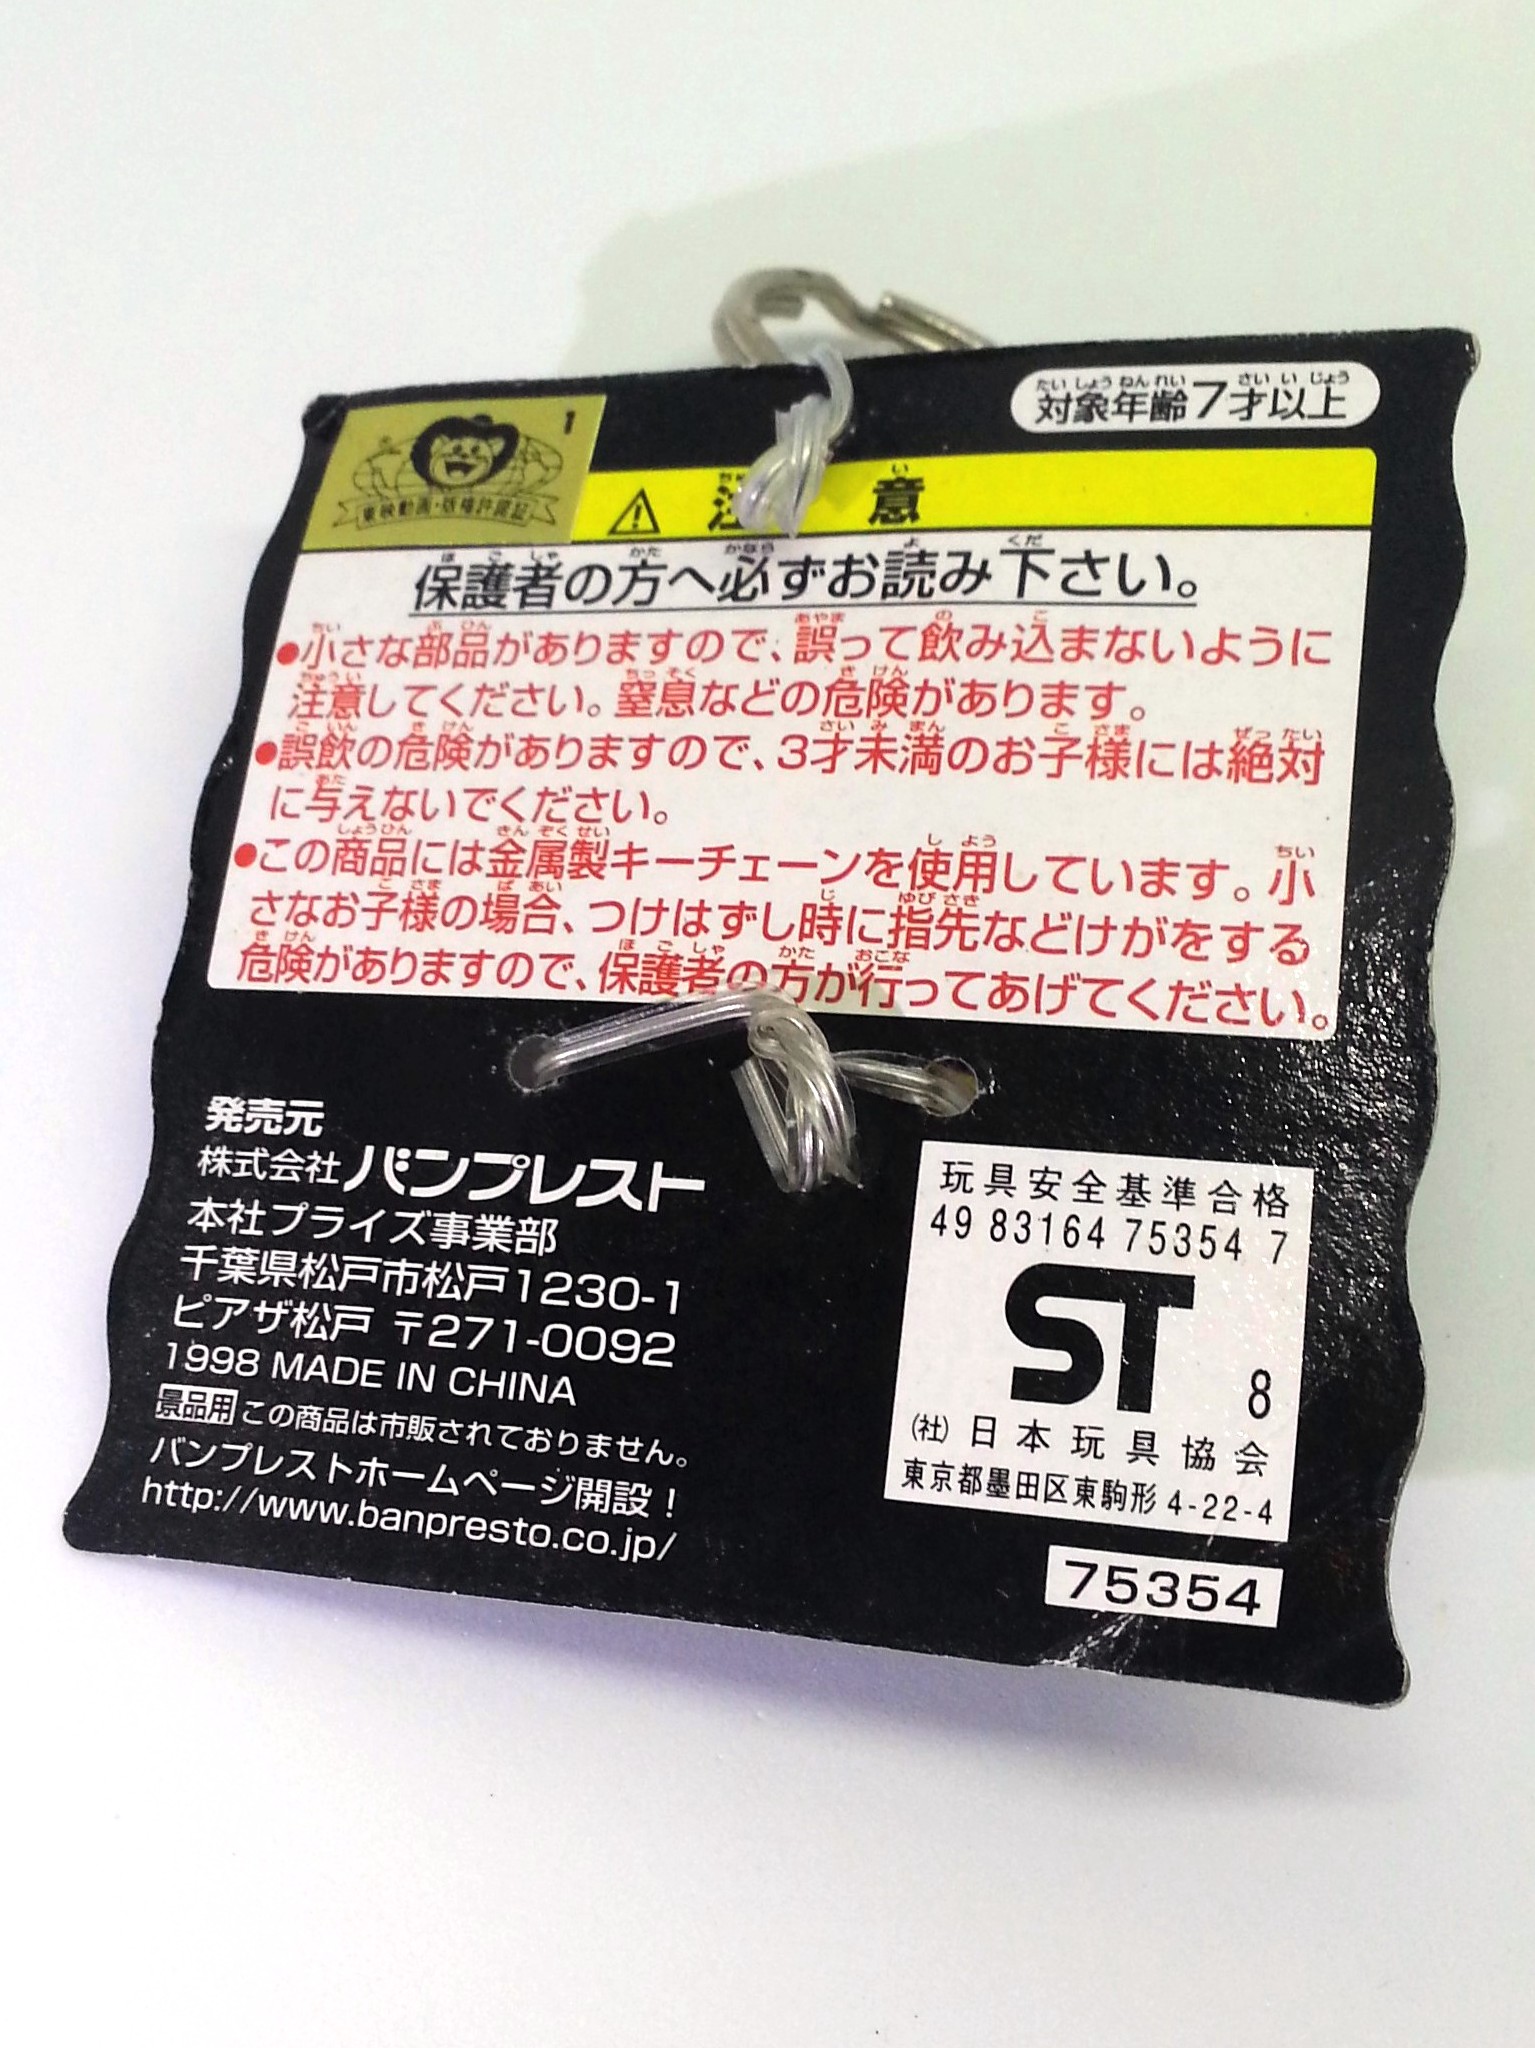 対象年齢7才以上
1
東映動画・版権許諾証
注意
保護者の方へ必ずお読み下さい。
●小さな部品がありますので、誤って飲み込まないように
注意してください。窒息などの危険があります。
●誤飲の危険がありますので、3才未満のお子様には絶対
に与えないでください。
●この商品には金属製キーチェーンを使用しています。小
さなお子様の場合、つけはずし時に指先などけがをする
危険がありますので、保護者の方が行ってあげてください。
発売元
株式会社バンプレスト
本社プライズ事業部
千葉県松戸市松戸1230-1
ピアザ松戸 〒271-0092
1998 MADE IN CHINA
景品用 この商品は市販されておりません。
バンプレストホームページ開設!
http://www.banpresto.co.jp/
玩具安全基準合格
49 83164 75354 7
ST 8
(社)日本玩具協会
東京都墨田区東駒形4-22-4
75354